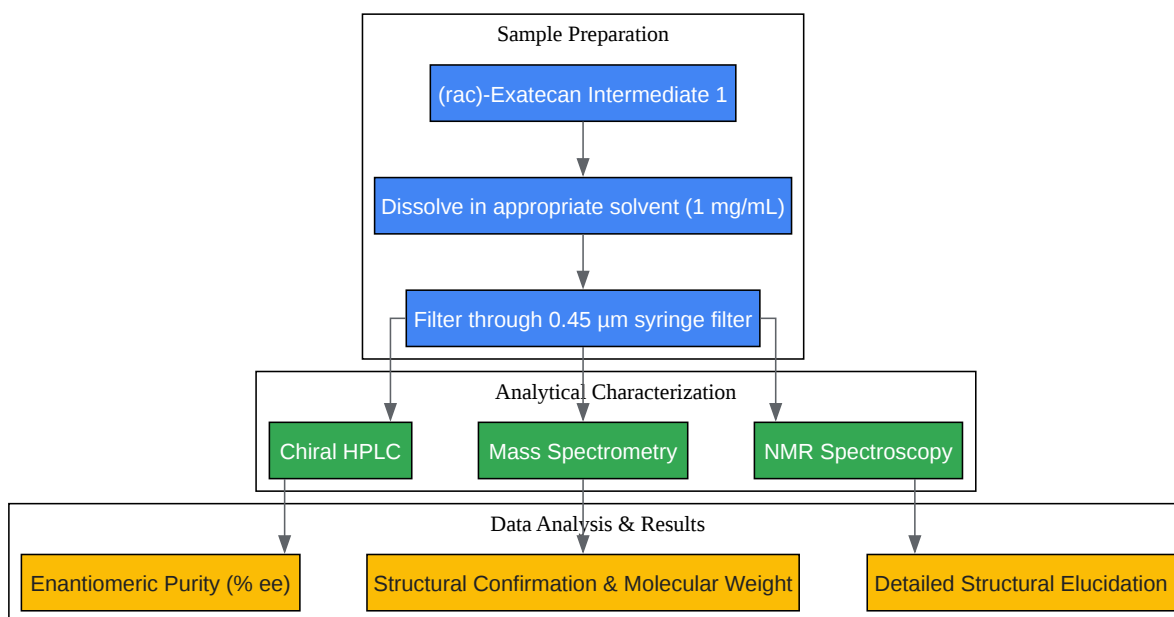 Sample Preparation
(rac)-Exatecan Intermediate 1
Dissolve in appropriate solvent (1 mg/mL)
Filter through 0.45 µm syringe filter
Analytical Characterization
Chiral HPLC
Mass Spectrometry
NMR Spectroscopy
Data Analysis & Results
Enantiomeric Purity (% ee)
Structural Confirmation & Molecular Weight
Detailed Structural Elucidation